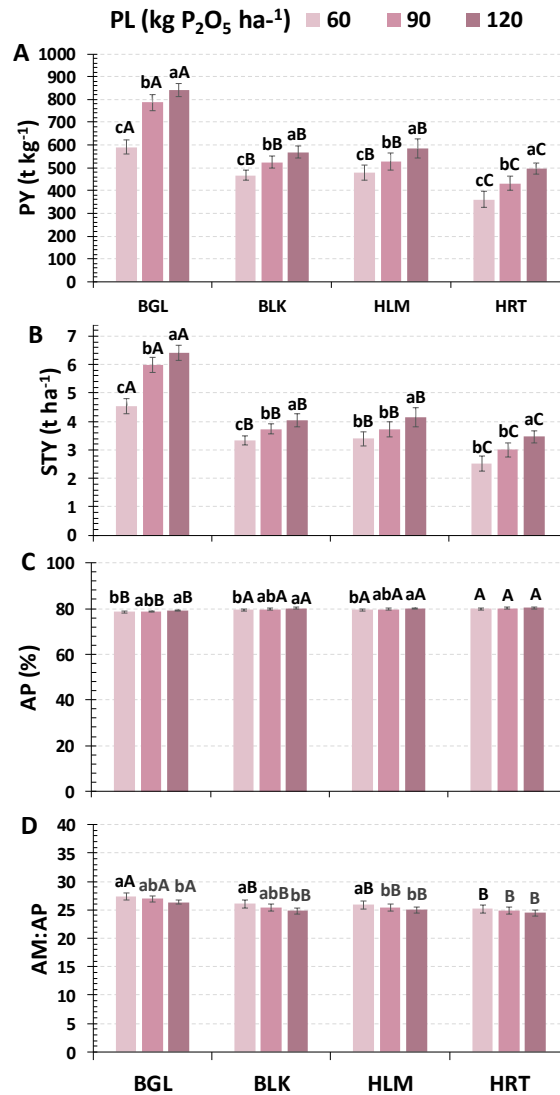 PL (kg P₂O₅ ha-¹) 60 90 120
A
PY (t kg⁻¹)
1000
900
800
700
600
500
400
300
200
100
0
cA bA aA cB bB aB cB bB aB cC bC aC
BGL BLK HLM HRT
B
STY (t ha⁻¹)
7
6
5
4
3
2
1
0
cA bA aA cB bB aB bB bB aB bC bC aC
C
AP (%)
100
80
60
40
20
0
bB abB aB bA abA aA bA abA aA A A A
D
AM:AP
40
35
30
25
20
15
10
5
0
aA abA bA aB abB bB aB bB bB B B B
BGL BLK HLM HRT